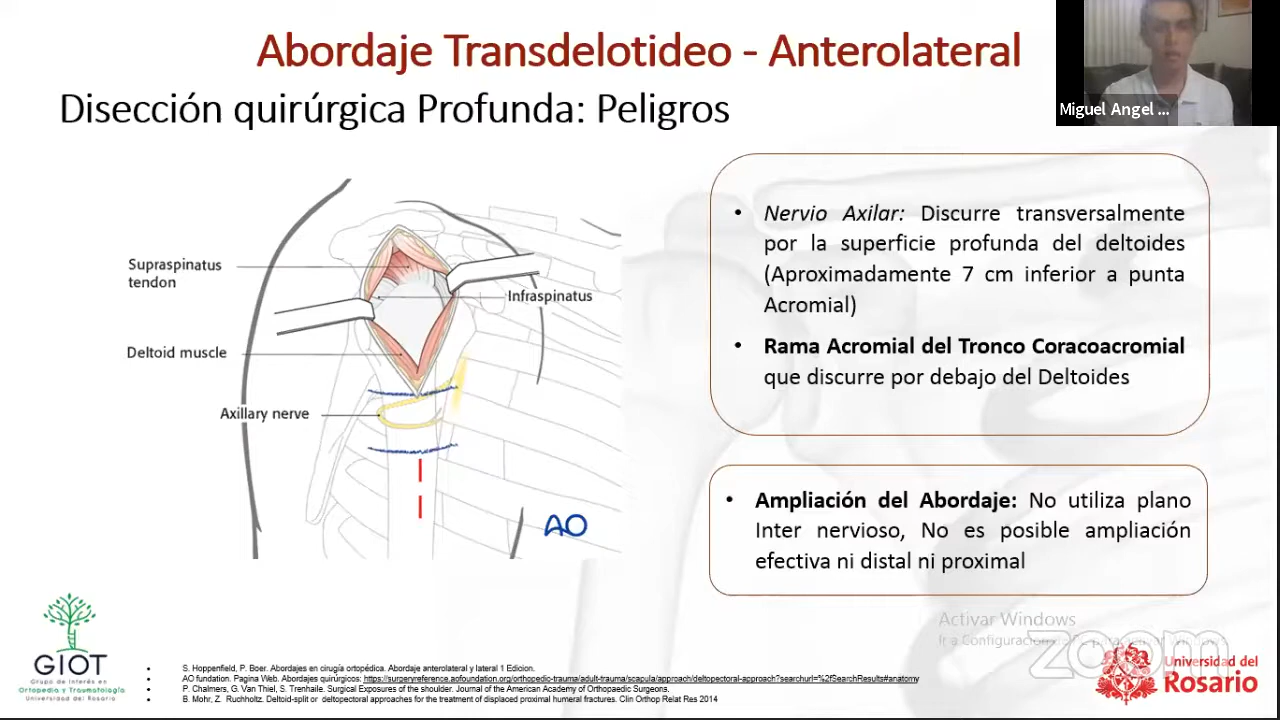 Abordaje Transdelotideo - Anterolateral
Disección quirúrgica Profunda: Peligros
Miguel Angel ...
Supraspinatus
tendon
Infraspinatus
Deltoid muscle
Axillary nerve
AO
• Nervio Axilar: Discurre transversalmente
por la superficie profunda del deltoides
(Aproximadamente 7 cm inferior a punta
Acromial)
• Rama Acromial del Tronco Coracoacromial
que discurre por debajo del Deltoides
• Ampliación del Abordaje: No utiliza plano
Inter nervioso, No es posible ampliación
efectiva ni distal ni proximal
Activar Windows
Ir a Configuración
zoom
GIOT
Grupo de Interés en
Ortopedia y Traumatología
Universidad del Rosario
• S. Hoppenfield, P. Boer. Abordajes en cirugía ortopédica. Abordaje anterolateral y lateral 1 Edicion.
• AO fundation. Pagina Web. Abordajes quirúrgicos: https://surgeryreference.aofoundation.org/orthopedic-trauma/adult-trauma/scapula/approach/deltopectoral-approach?searchurl=%2fSearchResults#anatomy
• P. Chalmers, G. Van Thiel, S. Trenhaile. Surgical Exposures of the shoulder. Journal of the American Academy of Orthopaedic Surgeons.
• B. Mohr, Z. Ruchholtz. Deltoid-split or deltopectoral approaches for the treatment of displaced proximal humeral fractures. Clin Orthop Relat Res 2014
Universidad del
Rosario